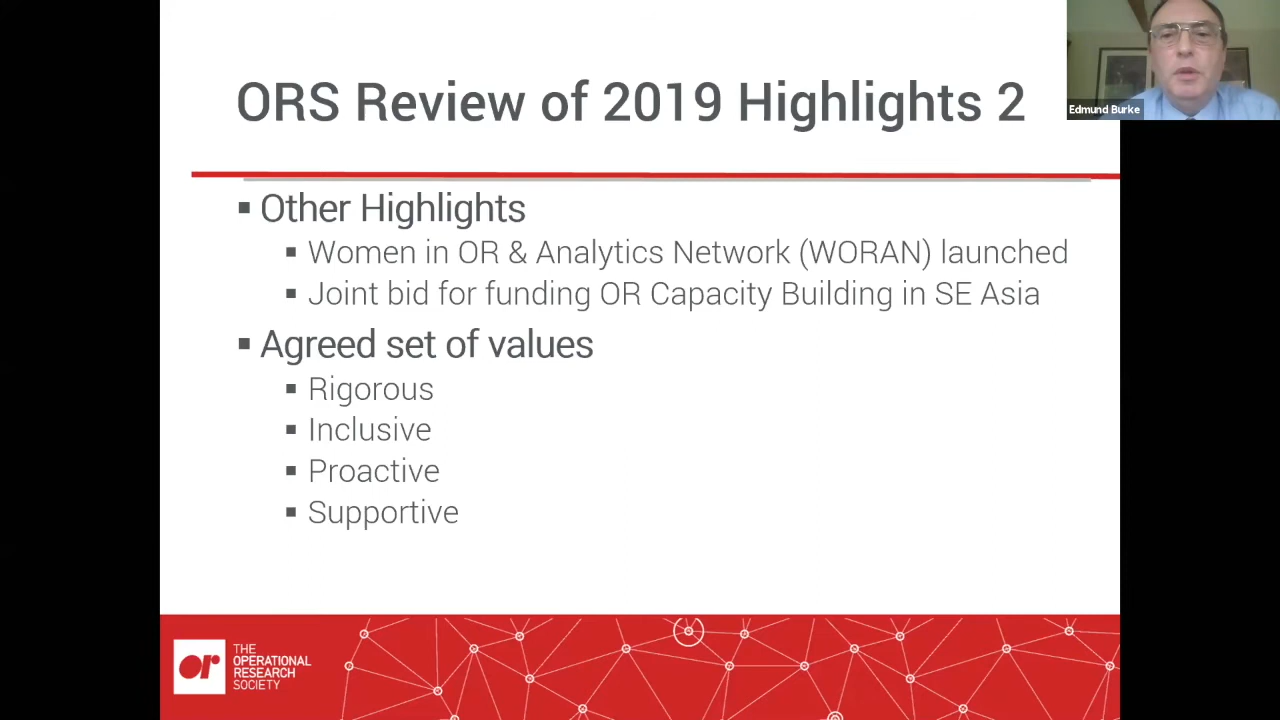 ORS Review of 2019 Highlights 2
Edmund Burke
Other Highlights
Women in OR & Analytics Network (WORAN) launched
Joint bid for funding OR Capacity Building in SE Asia
Agreed set of values
Rigorous
Inclusive
Proactive
Supportive
or
THE
OPERATIONAL
RESEARCH
SOCIETY